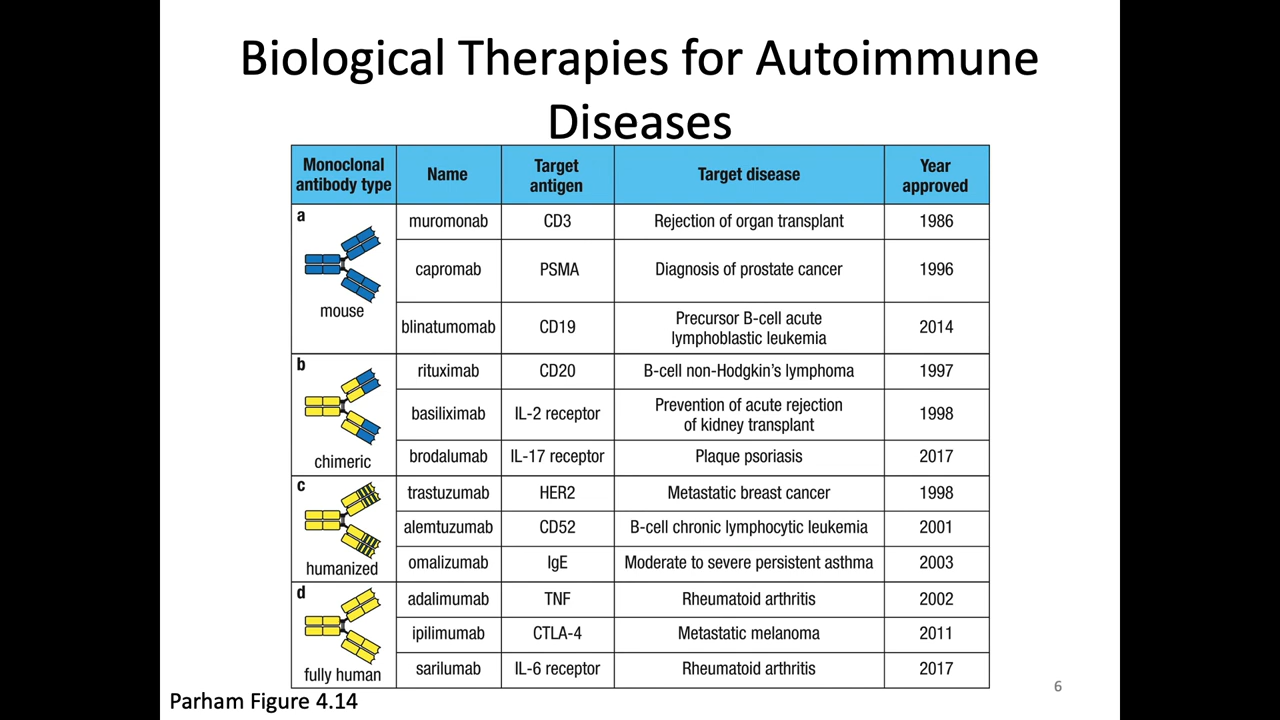 Biological Therapies for Autoimmune
Diseases
Monoclonal
antibody type
Name
Target
antigen
Target disease
Year
approved
a
mouse
muromonab
CD3
Rejection of organ transplant
1986
capromab
PSMA
Diagnosis of prostate cancer
1996
blinatumomab
CD19
Precursor B-cell acute
lymphoblastic leukemia
2014
b
chimeric
rituximab
CD20
B-cell non-Hodgkin's lymphoma
1997
basiliximab
IL-2 receptor
Prevention of acute rejection
of kidney transplant
1998
brodalumab
IL-17 receptor
Plaque psoriasis
2017
c
humanized
trastuzumab
HER2
Metastatic breast cancer
1998
alemtuzumab
CD52
B-cell chronic lymphocytic leukemia
2001
omalizumab
IgE
Moderate to severe persistent asthma
2003
d
fully human
adalimumab
TNF
Rheumatoid arthritis
2002
ipilimumab
CTLA-4
Metastatic melanoma
2011
sarilumab
IL-6 receptor
Rheumatoid arthritis
2017
Parham Figure 4.14
6